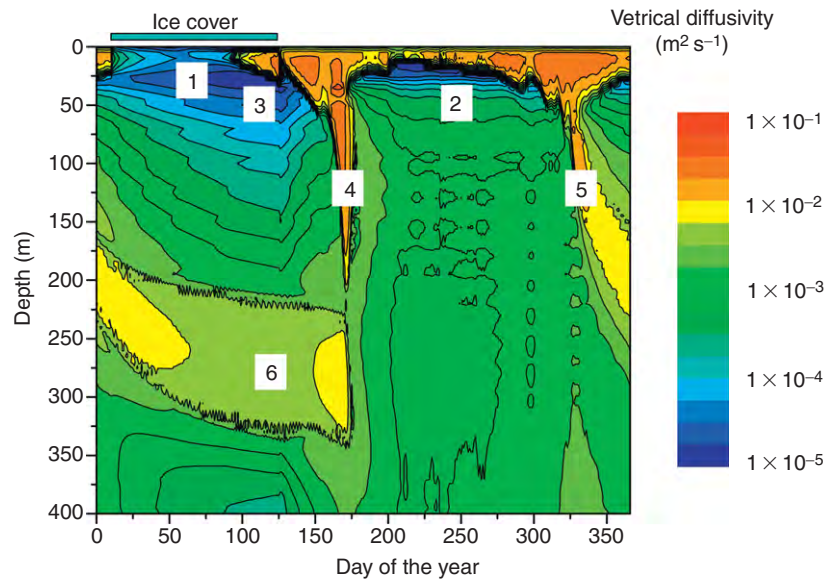 Ice cover
Vetrical diffusivity
(m² s⁻¹)
0
50
100
150
200
250
300
350
400
Depth (m)
1
2
3
4
5
6
0
50
100
150
200
250
300
350
Day of the year
1 × 10⁻¹
1 × 10⁻²
1 × 10⁻³
1 × 10⁻⁴
1 × 10⁻⁵